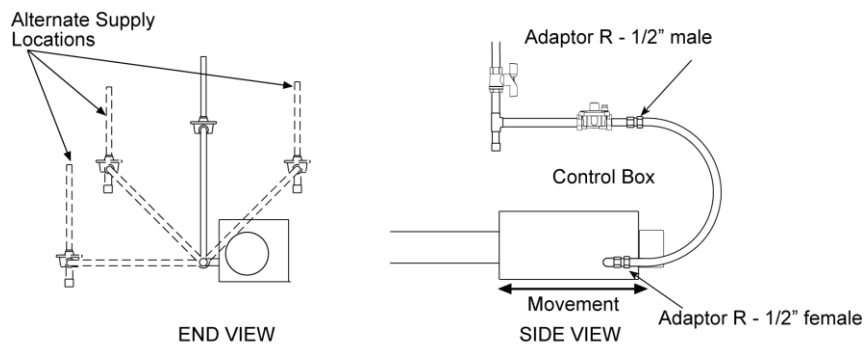 Alternate Supply
Locations
Adaptor R - 1/2” male
Control Box
Movement
Adaptor R - 1/2” female
END VIEW
SIDE VIEW